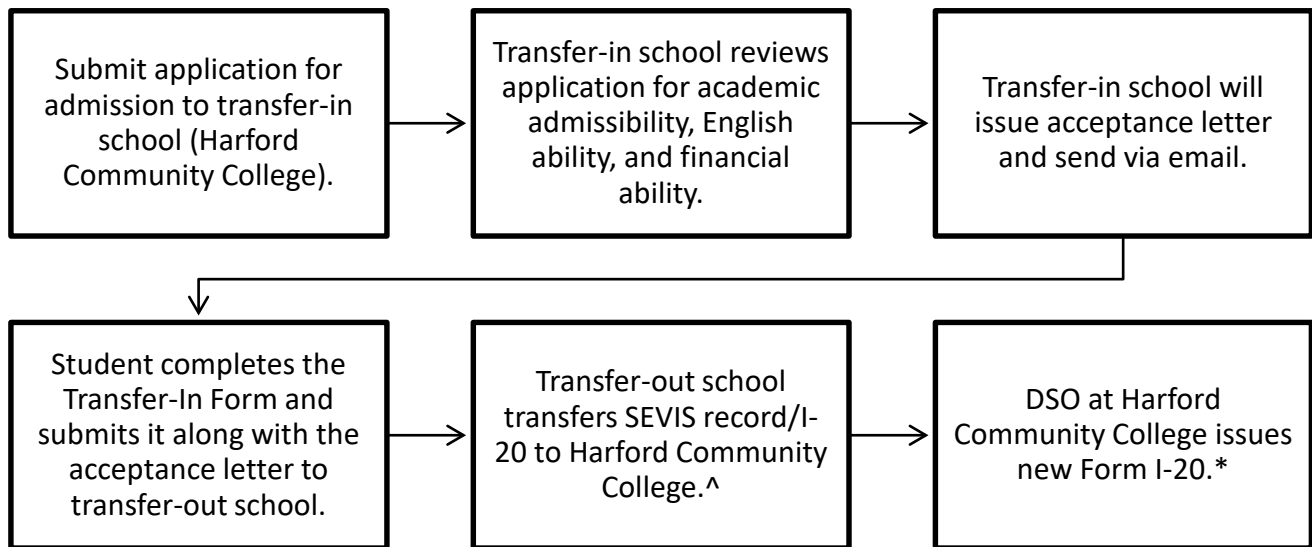 Submit application for
admission to transfer-in
school (Harford
Community College).
Transfer-in school reviews
application for academic
admissibility, English
ability, and financial
ability.
Transfer-in school will
issue acceptance letter
and send via email.
Student completes the
Transfer-In Form and
submits it along with the
acceptance letter to
transfer-out school.
Transfer-out school
transfers SEVIS record/I-
20 to Harford Community
College.^
DSO at Harford
Community College issues
new Form I-20.*